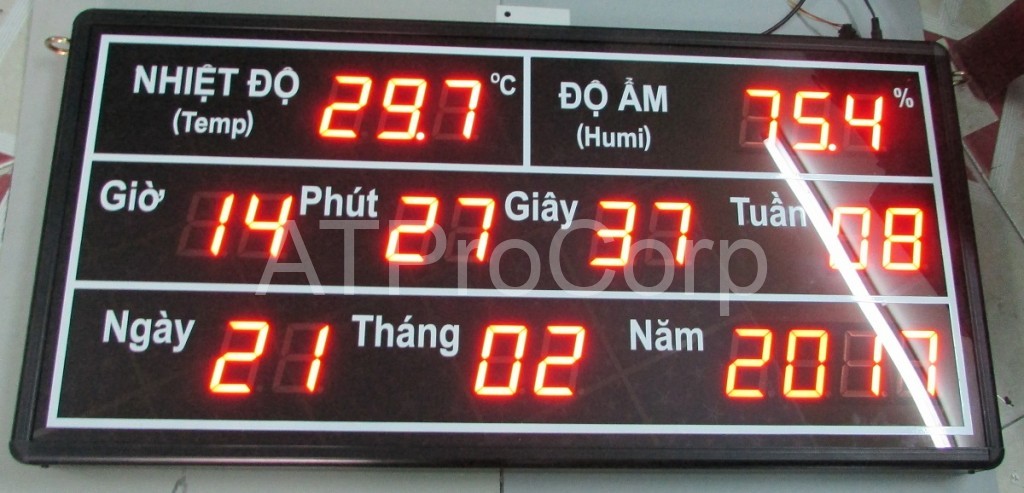 NHIỆT ĐỘ (Temp) 29.7 ºC
ĐỘ ẨM (Humi) 75.4 %
Giờ 14 Phút 27 Giây 37 Tuần 08
Ngày 21 Tháng 02 Năm 2017
ATProCorp